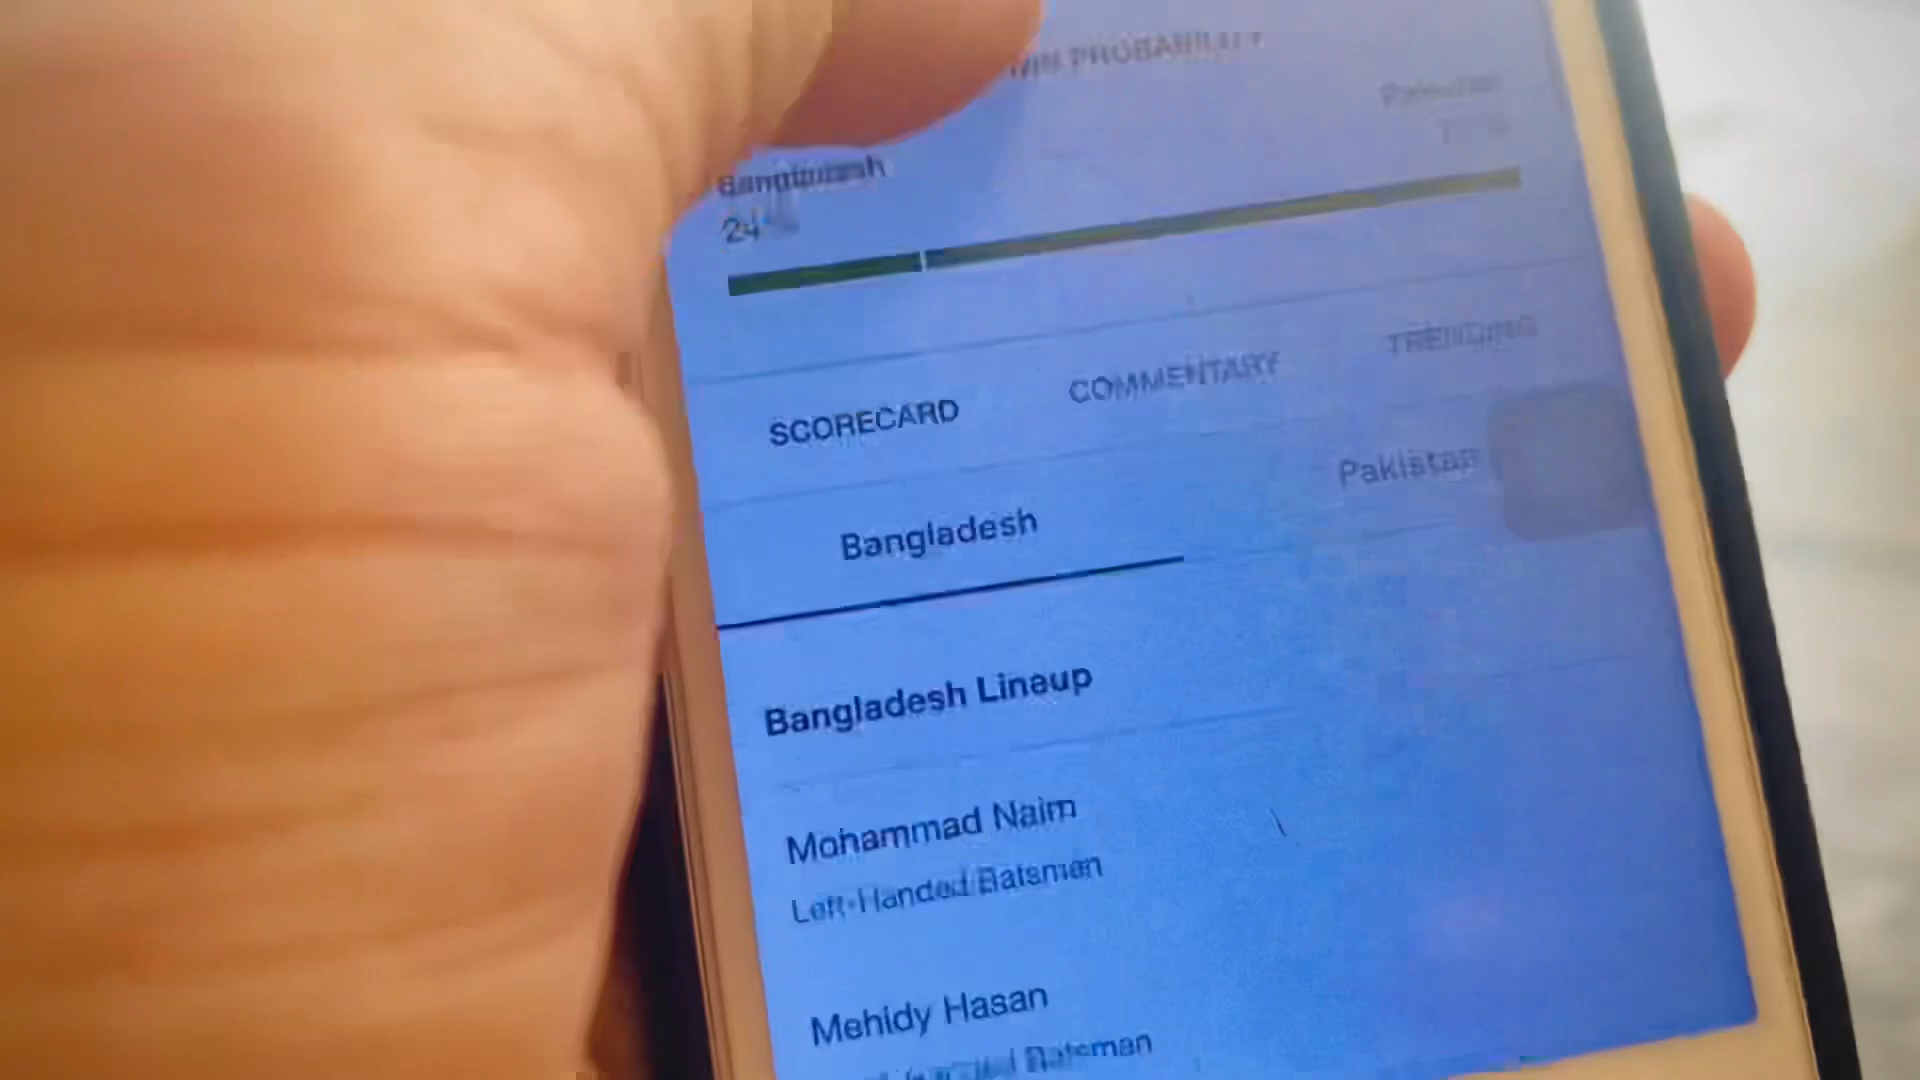 WIN PROBABILITY
Pakistan
Bangladesh
24
SCORECARD COMMENTARY TRENDING
Bangladesh Pakistan
Bangladesh Lineup
Mohammad Naim
Left-Handed Batsman
Mehidy Hasan
Batsman